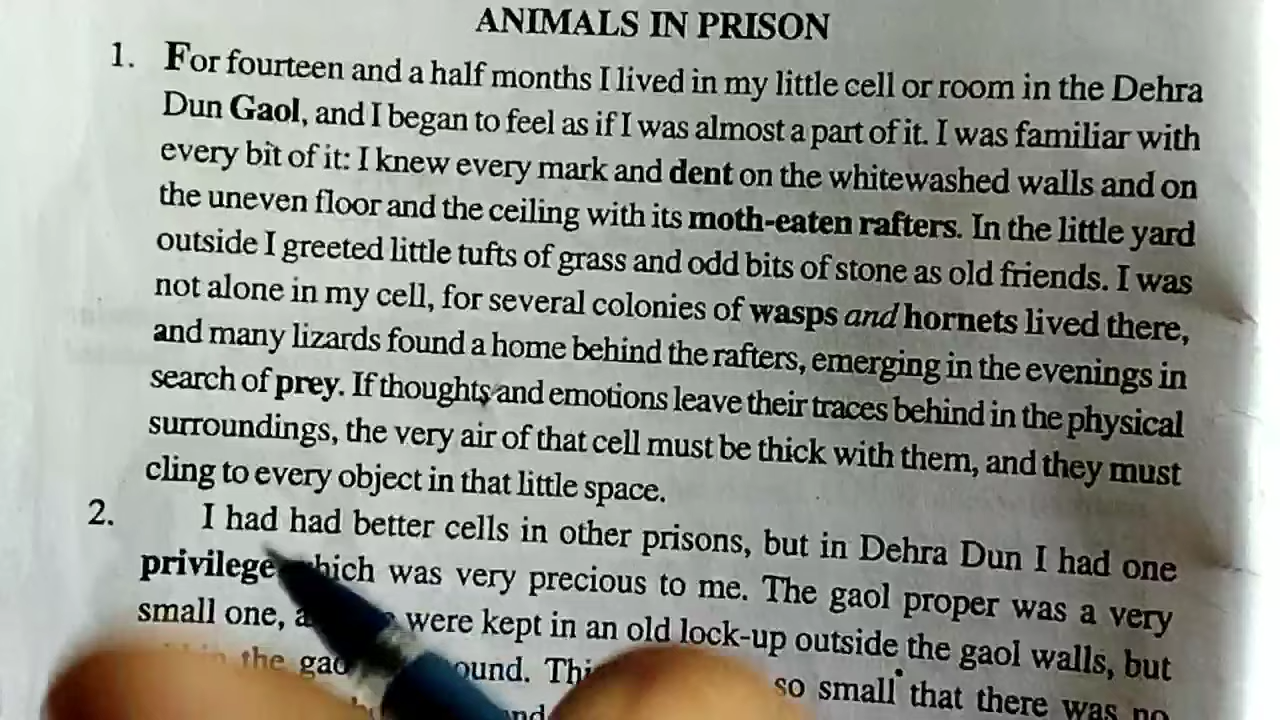 ANIMALS IN PRISON
1. For fourteen and a half months I lived in my little cell or room in the Dehra
Dun Gaol, and I began to feel as if I was almost a part of it. I was familiar with
every bit of it: I knew every mark and dent on the whitewashed walls and on
the uneven floor and the ceiling with its moth-eaten rafters. In the little yard
outside I greeted little tufts of grass and odd bits of stone as old friends. I was
not alone in my cell, for several colonies of wasps and hornets lived there,
and many lizards found a home behind the rafters, emerging in the evenings in
search of prey. If thoughts and emotions leave their traces behind in the physical
surroundings, the very air of that cell must be thick with them, and they must
cling to every object in that little space.
2. I had had better cells in other prisons, but in Dehra Dun I had one
privilege which was very precious to me. The gaol proper was a very
small one, were kept in an old lock-up outside the gaol walls, but
the so small that there was no